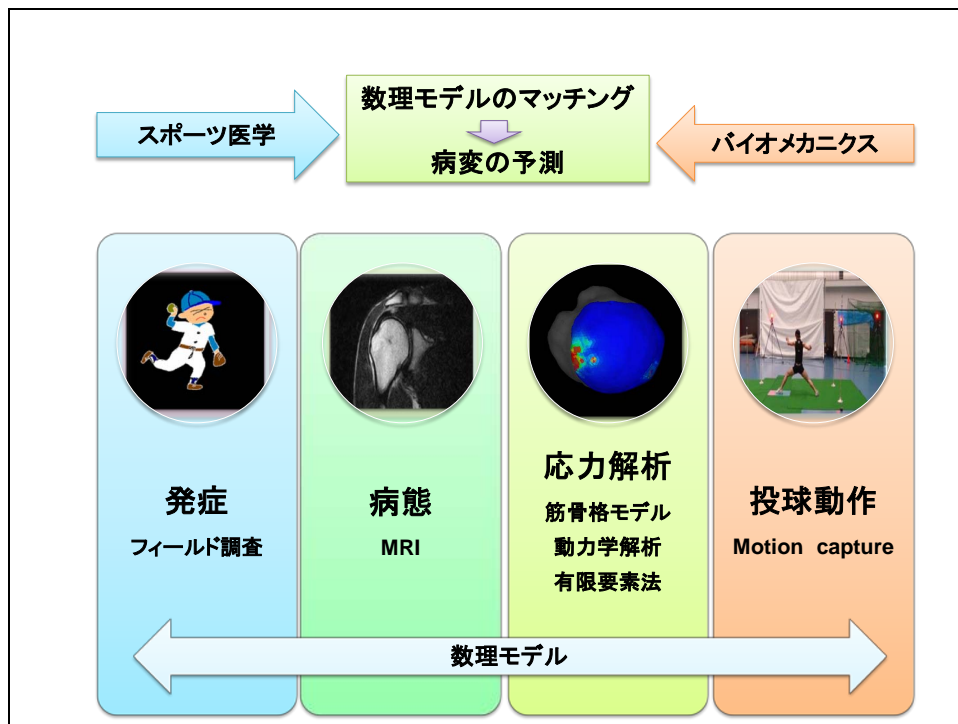 数理モデルのマッチング
スポーツ医学
バイオメカニクス
病変の予測
発症
フィールド調査
病態
MRI
応力解析
筋骨格モデル
動力学解析
有限要素法
投球動作
Motion capture
数理モデル